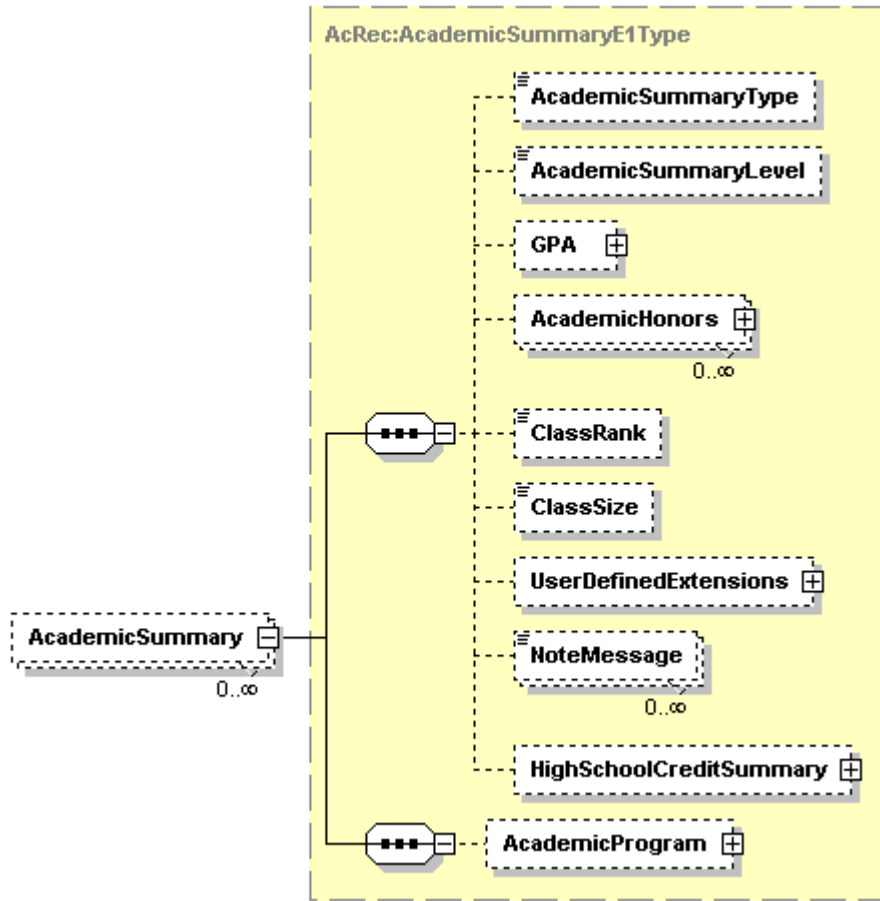 AcRec:AcademicSummaryE1Type
AcademicSummaryType
AcademicSummaryLevel
GPA
AcademicHonors
0..∞
ClassRank
ClassSize
UserDefinedExtensions
AcademicSummary
0..∞
NoteMessage
0..∞
HighSchoolCreditSummary
AcademicProgram